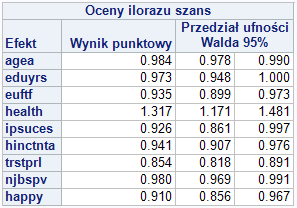 Oceny ilorazu szans
Efekt Wynik punktowy Przedział ufności Walda 95%
agea 0.984 0.978 0.990
eduyrs 0.973 0.948 1.000
euftf 0.935 0.899 0.973
health 1.317 1.171 1.481
ipsuces 0.926 0.861 0.997
hinctnta 0.941 0.907 0.976
trstprl 0.854 0.818 0.891
njbspv 0.980 0.969 0.991
happy 0.910 0.856 0.967